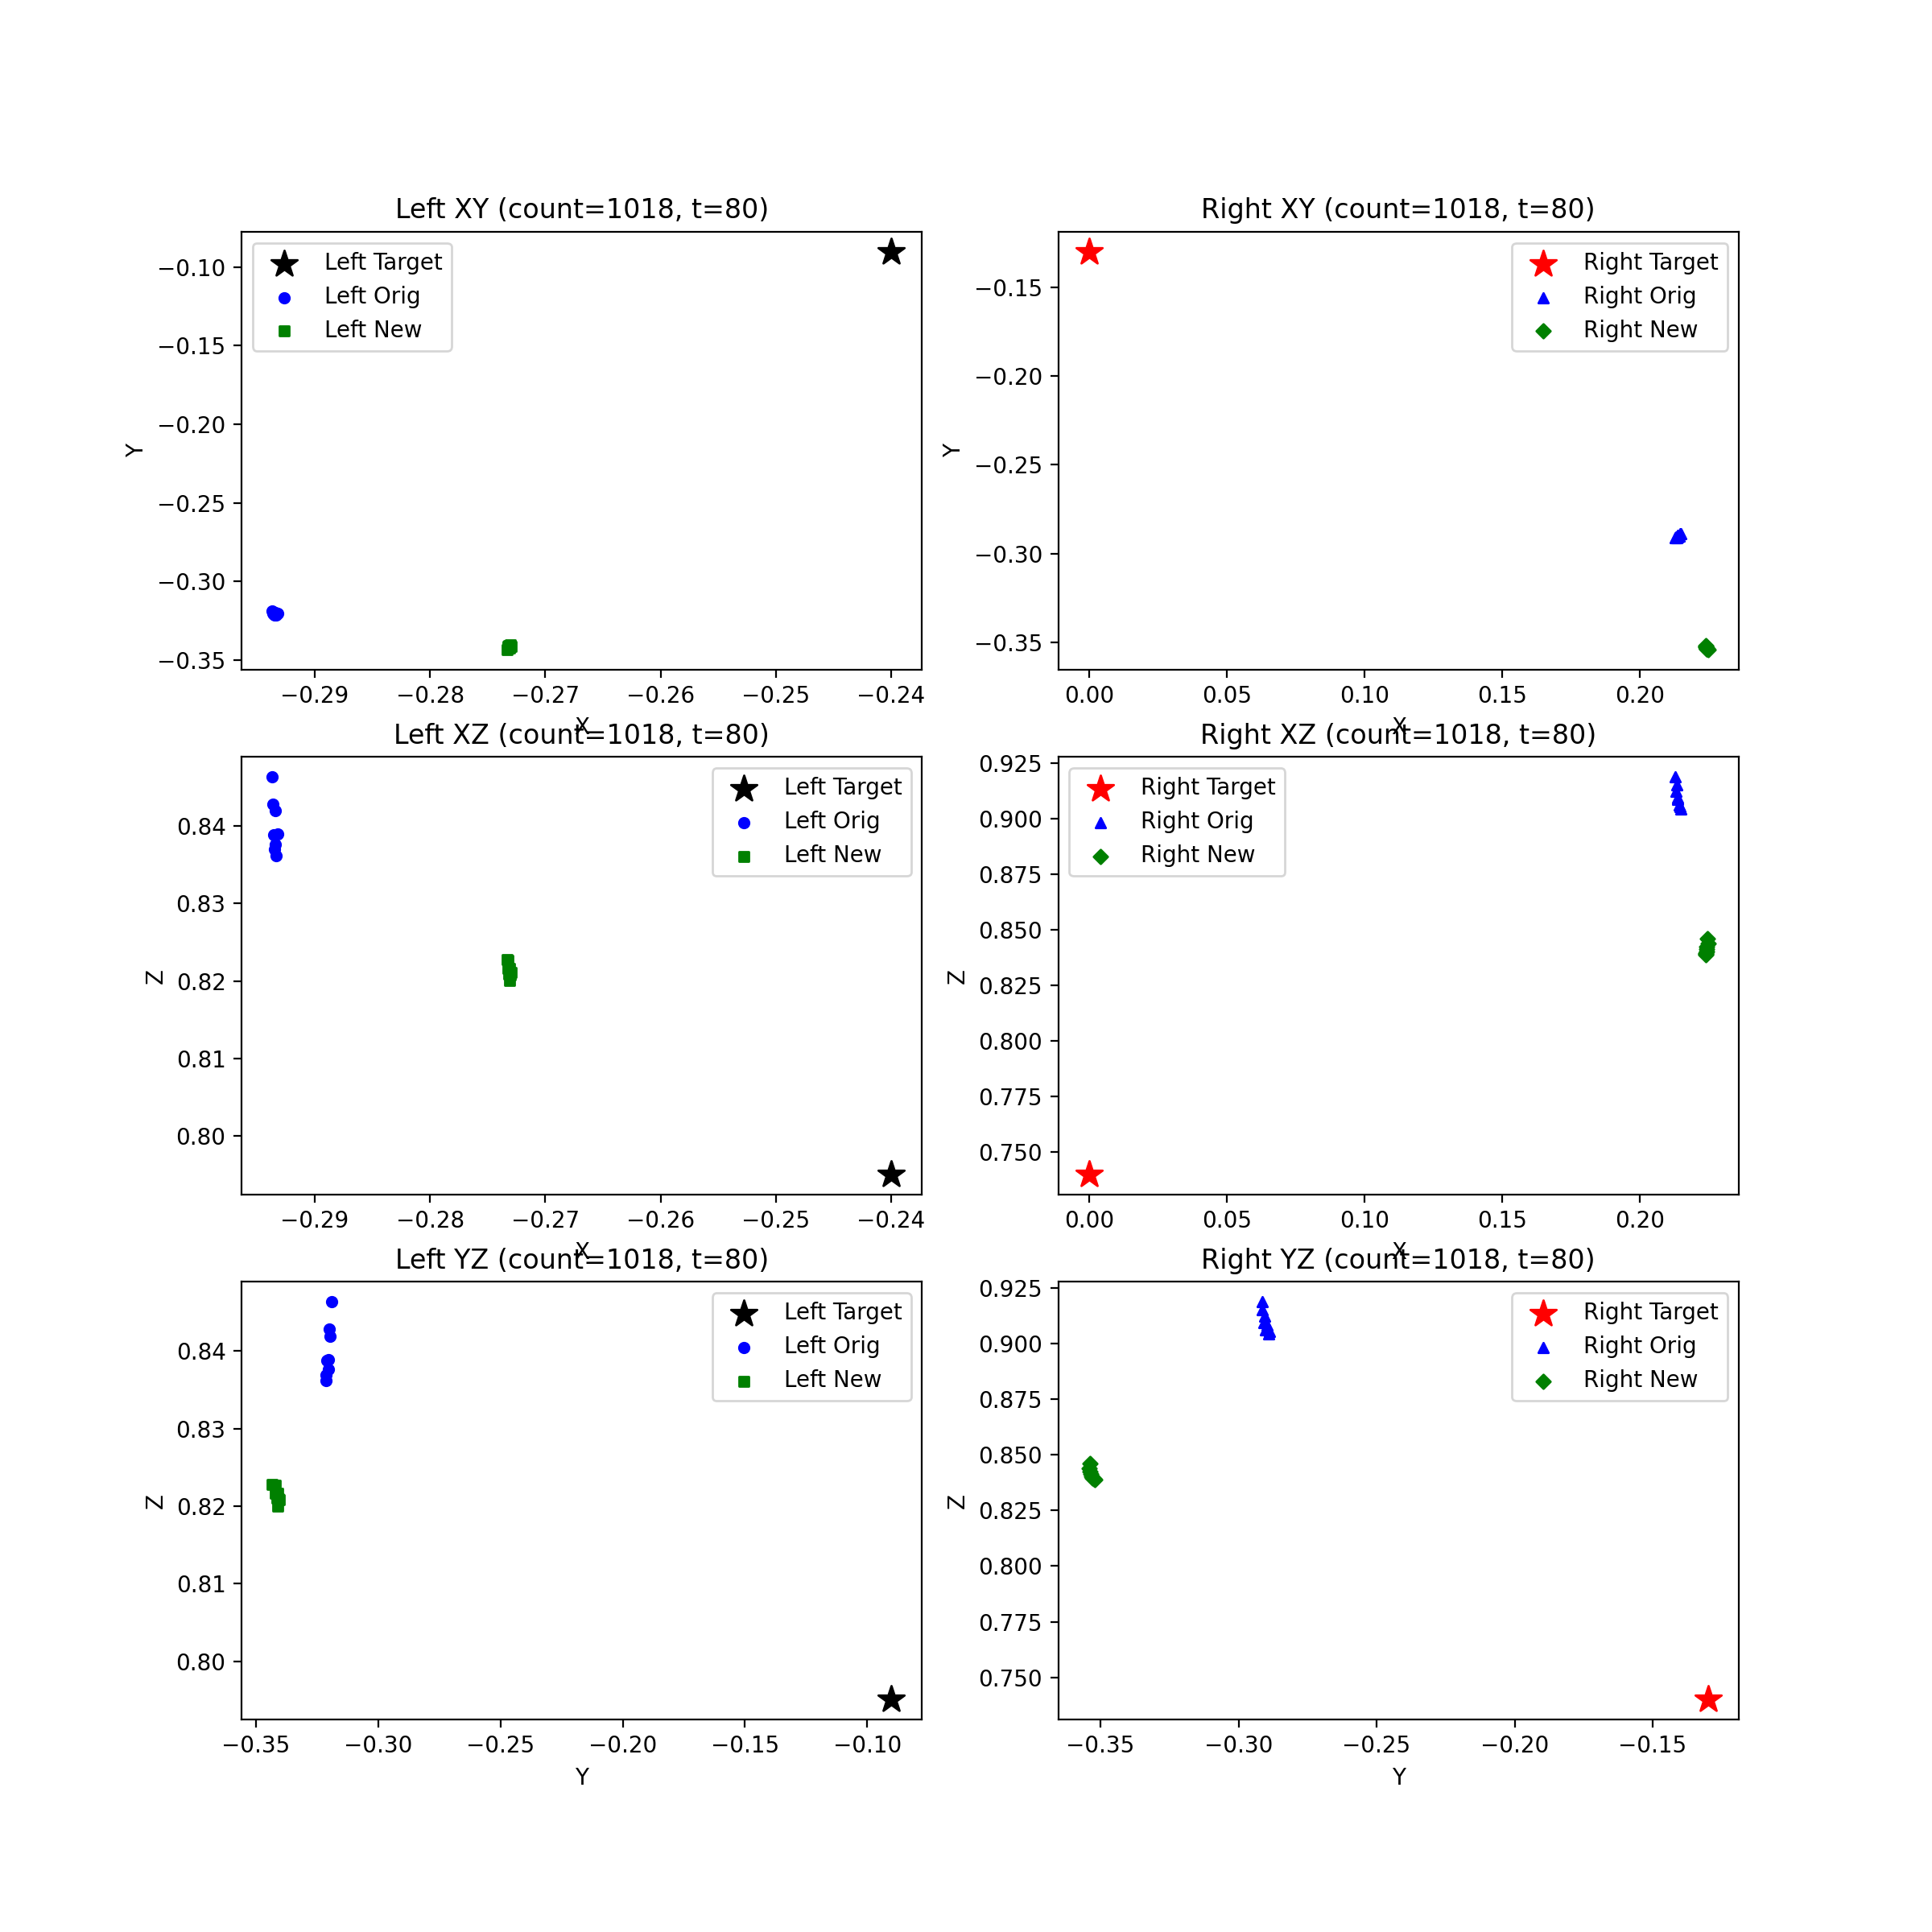 Left XY (count=1018, t=80)
Left Target
Left Orig
Left New
Y
−0.10
−0.15
−0.20
−0.25
−0.30
−0.35
−0.29 −0.28 −0.27 −0.26 −0.25 −0.24
X
Right XY (count=1018, t=80)
Right Target
Right Orig
Right New
Y
−0.15
−0.20
−0.25
−0.30
−0.35
0.00 0.05 0.10 0.15 0.20
X
Left XZ (count=1018, t=80)
Left Target
Left Orig
Left New
Z
0.84
0.83
0.82
0.81
0.80
−0.29 −0.28 −0.27 −0.26 −0.25 −0.24
X
Right XZ (count=1018, t=80)
Right Target
Right Orig
Right New
Z
0.925
0.900
0.875
0.850
0.825
0.800
0.775
0.750
0.00 0.05 0.10 0.15 0.20
X
Left YZ (count=1018, t=80)
Left Target
Left Orig
Left New
Z
0.84
0.83
0.82
0.81
0.80
−0.35 −0.30 −0.25 −0.20 −0.15 −0.10
Y
Right YZ (count=1018, t=80)
Right Target
Right Orig
Right New
Z
0.925
0.900
0.875
0.850
0.825
0.800
0.775
0.750
−0.35 −0.30 −0.25 −0.20 −0.15
Y